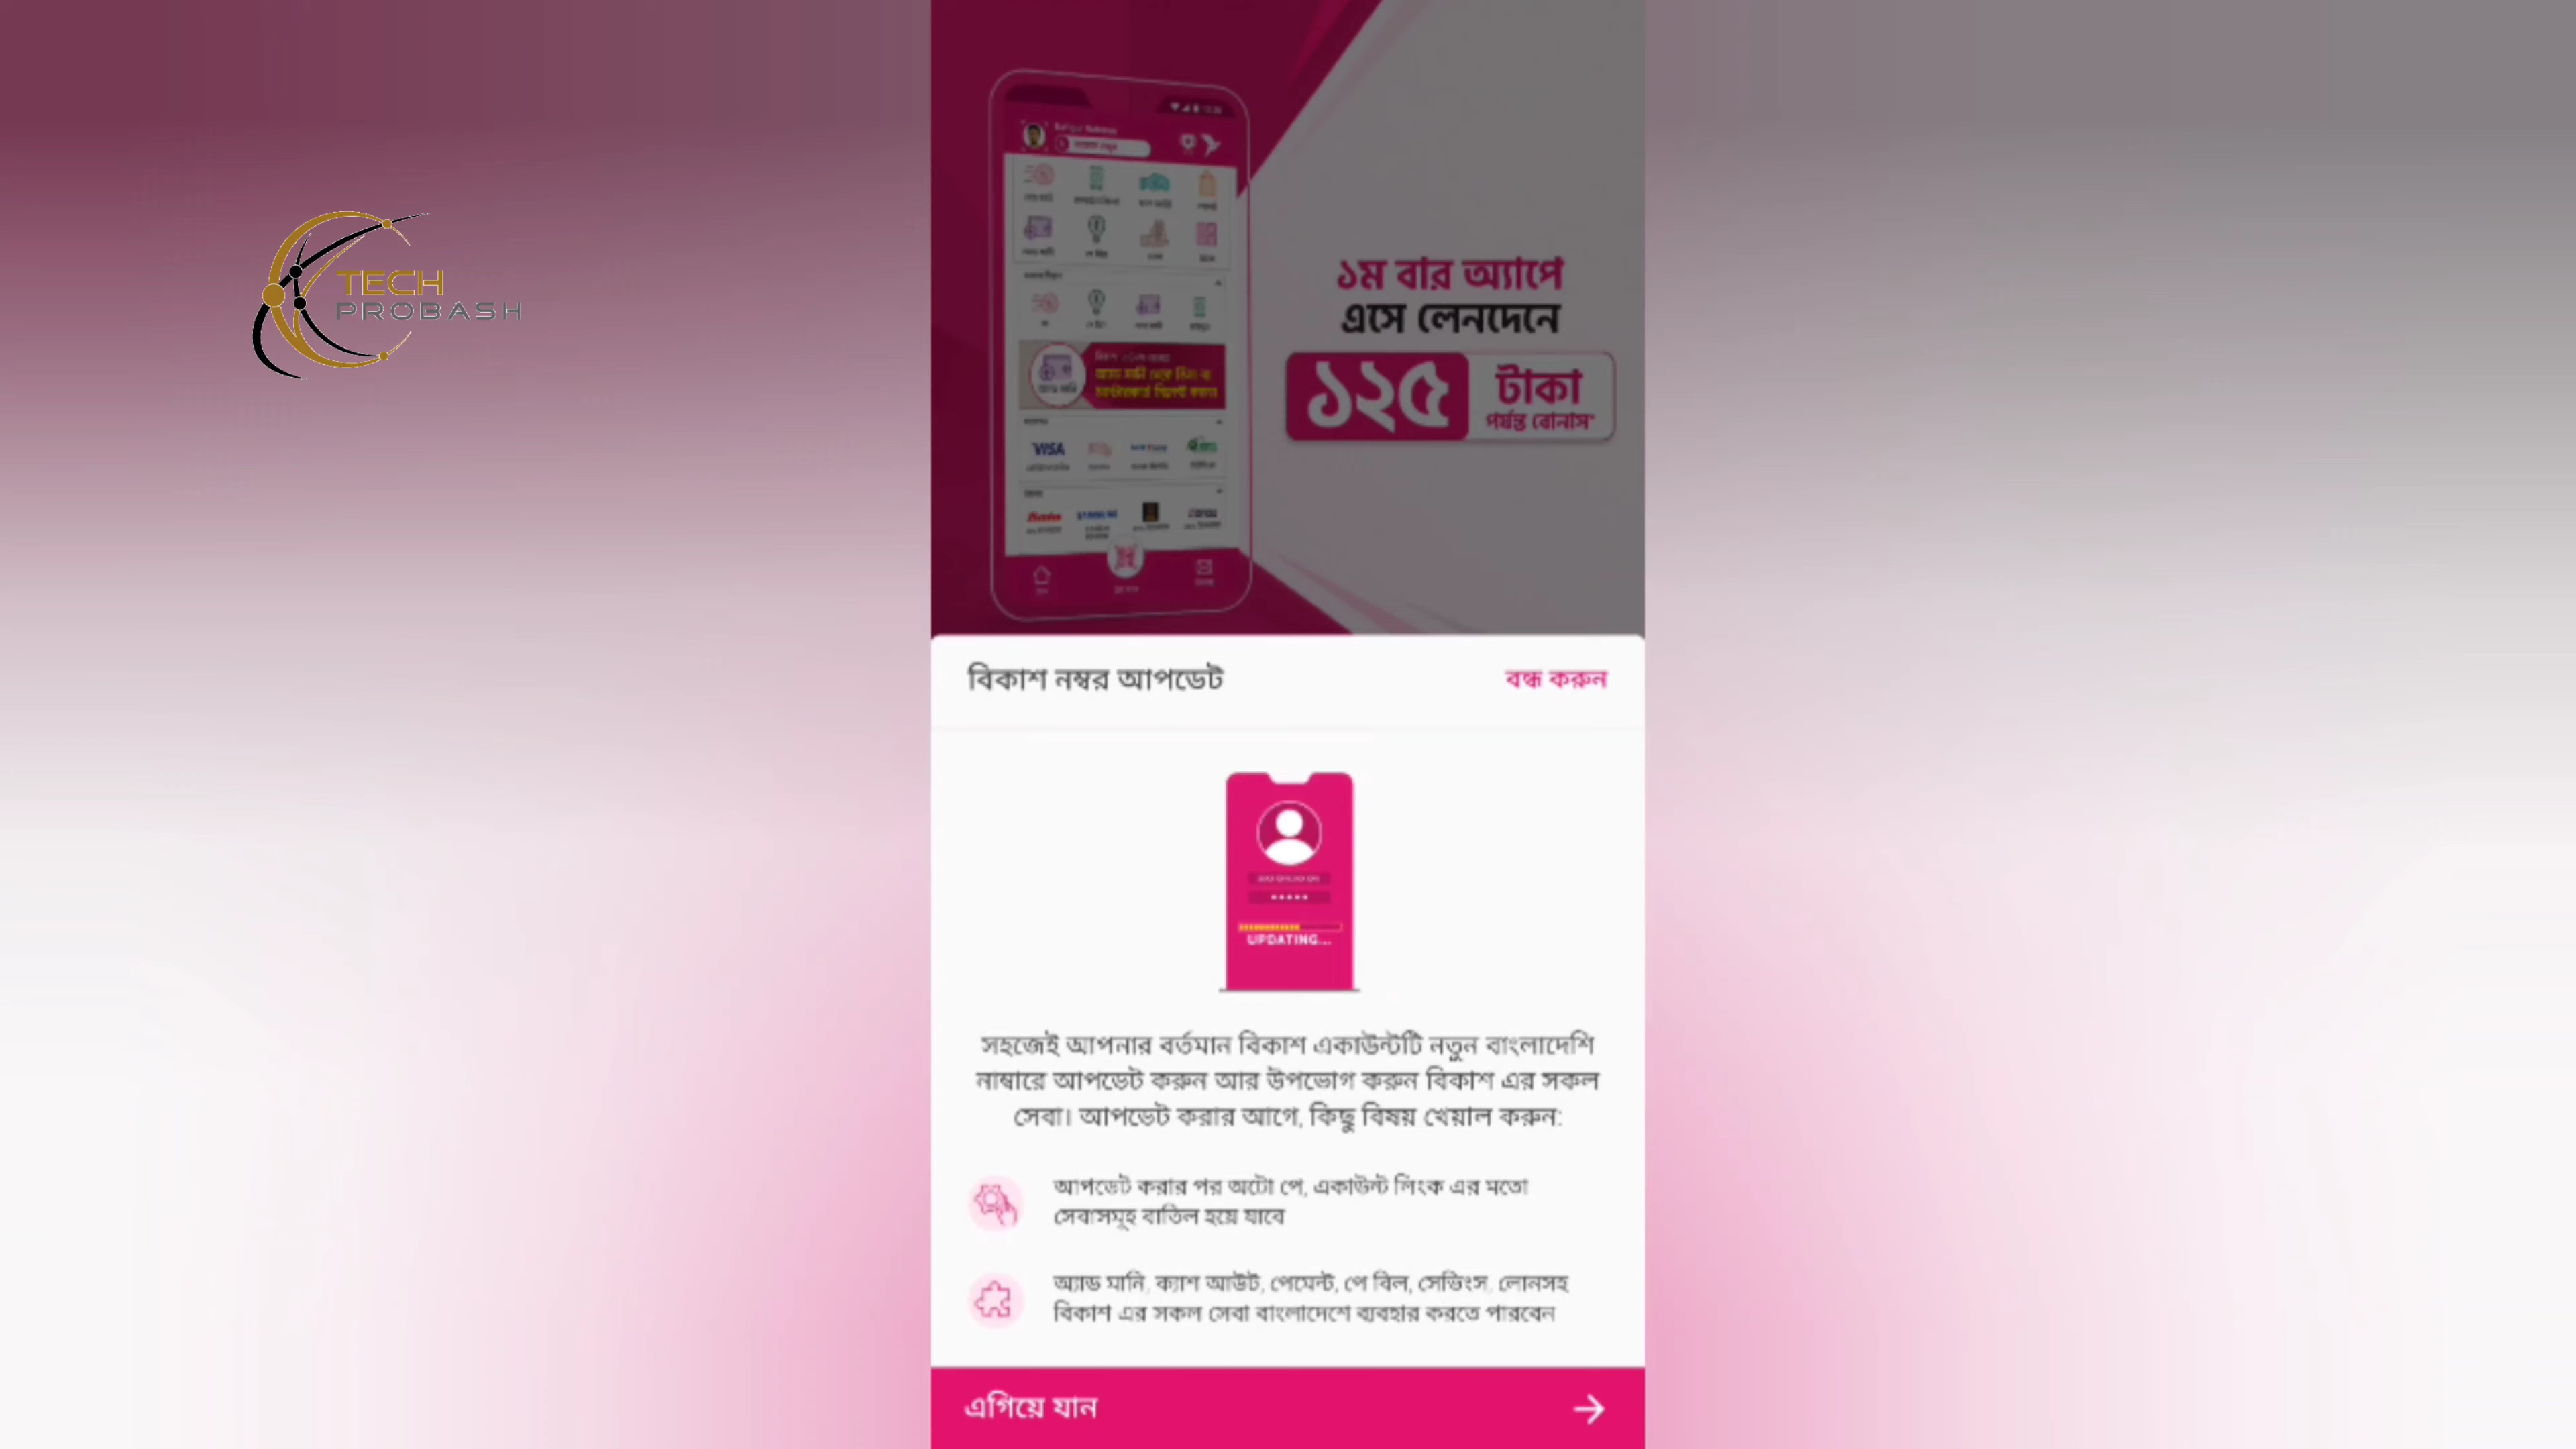 TECH
PROBASH
১ম বার অ্যাপে
এসে লেনদেনে
১২৫ টাকা
পর্যন্ত বোনাস*
VISA
Bata
বিকাশ নম্বর আপডেট
বন্ধ করুন
UPDATING...
সহজেই আপনার বর্তমান বিকাশ একাউন্টটি নতুন বাংলাদেশি
নাম্বারে আপডেট করুন আর উপভোগ করুন বিকাশ এর সকল
সেবা। আপডেট করার আগে, কিছু বিষয় খেয়াল করুন:
আপডেট করার পর অটো পে, একাউন্ট লিংক এর মতো
সেবাসমূহ বাতিল হয়ে যাবে
অ্যাড মানি, ক্যাশ আউট, পেমেন্ট, পে বিল, সেভিংস, লোনসহ
বিকাশ এর সকল সেবা বাংলাদেশে ব্যবহার করতে পারবেন
এগিয়ে যান